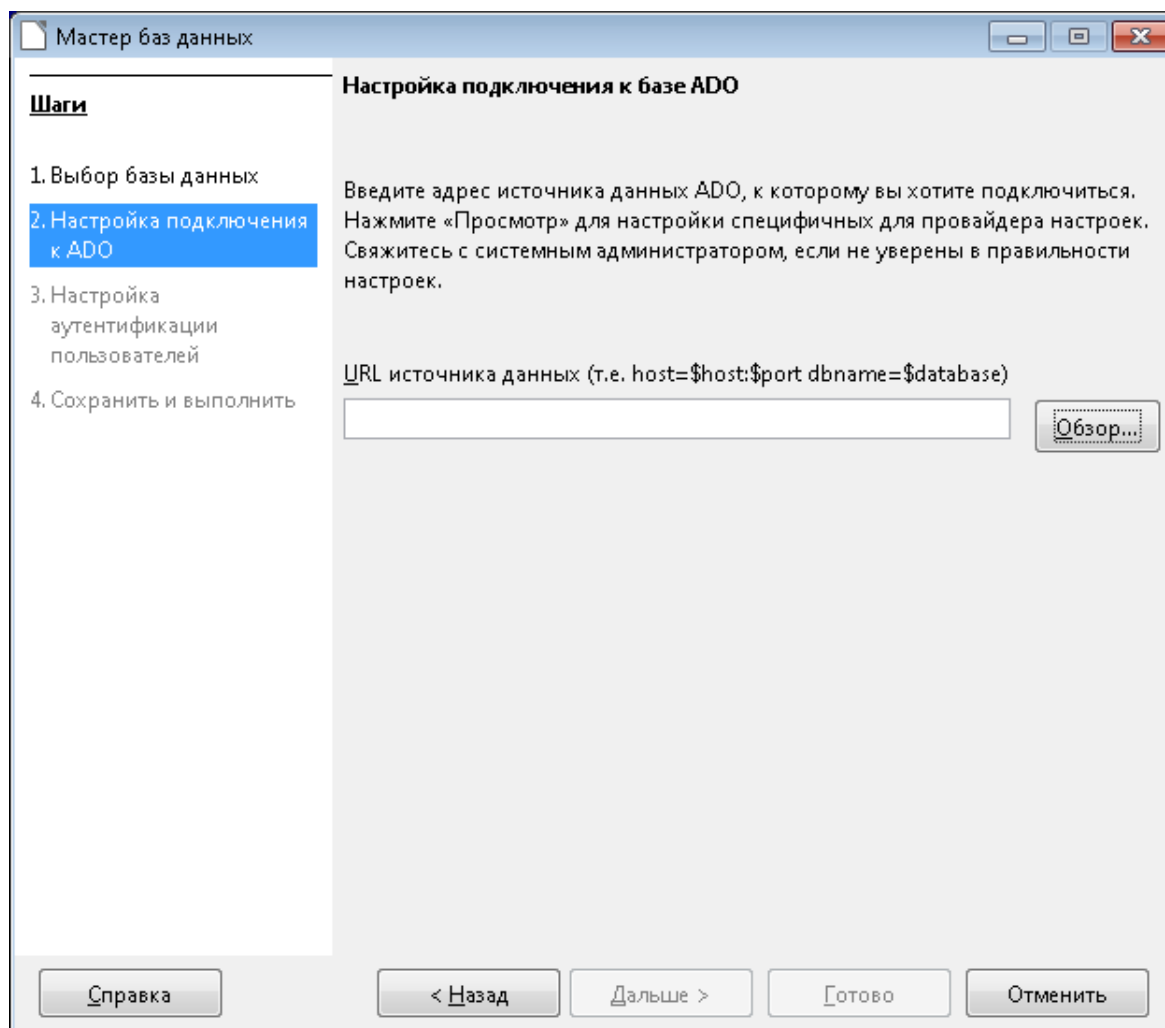 Мастер баз данных
Шаги
1. Выбор базы данных
2. Настройка подключения
к ADO
3. Настройка
аутентификации
пользователей
4. Сохранить и выполнить
Настройка подключения к базе ADO
Введите адрес источника данных ADO, к которому вы хотите подключиться.
Нажмите «Просмотр» для настройки специфичных для провайдера настроек.
Свяжитесь с системным администратором, если не уверены в правильности
настроек.
URL источника данных (т.е. host=$host:$port dbname=$database)
Обзор...
Справка
< Назад
Дальше >
Готово
Отменить